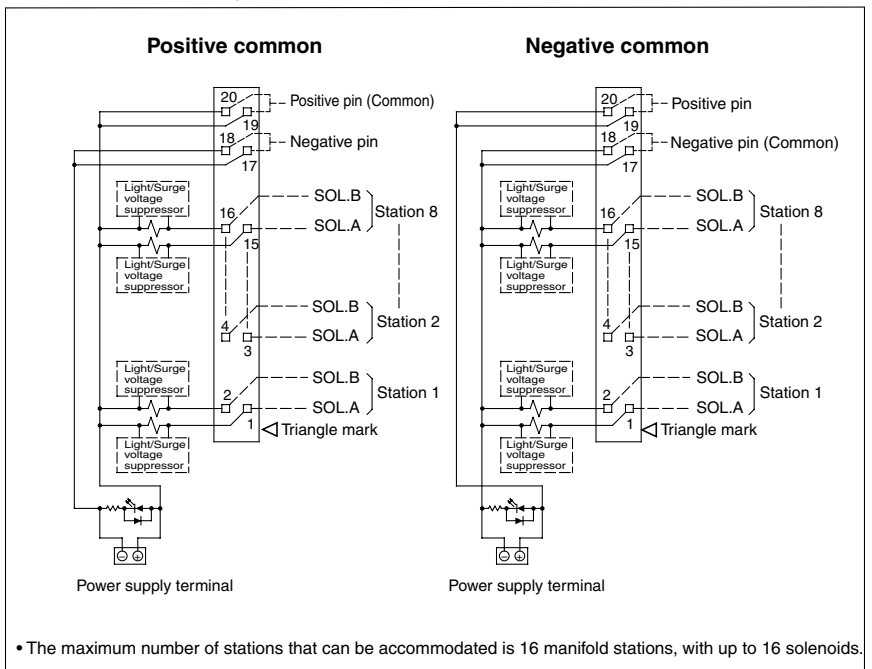 Positive common
20
Positive pin (Common)
19
18
Negative pin
17
Light/Surge
voltage
suppressor
16
SOL.B
Station 8
SOL.A
15
Light/Surge
voltage
suppressor
SOL.B
4
Station 2
SOL.A
3
Light/Surge
voltage
suppressor
SOL.B
2
Station 1
SOL.A
1
Triangle mark
Light/Surge
voltage
suppressor
− +
Power supply terminal
Negative common
20
Positive pin
19
18
Negative pin (Common)
17
Light/Surge
voltage
suppressor
16
SOL.B
Station 8
SOL.A
15
Light/Surge
voltage
suppressor
SOL.B
4
Station 2
SOL.A
3
Light/Surge
voltage
suppressor
SOL.B
2
Station 1
SOL.A
1
Triangle mark
Light/Surge
voltage
suppressor
− +
Power supply terminal
• The maximum number of stations that can be accommodated is 16 manifold stations, with up to 16 solenoids.